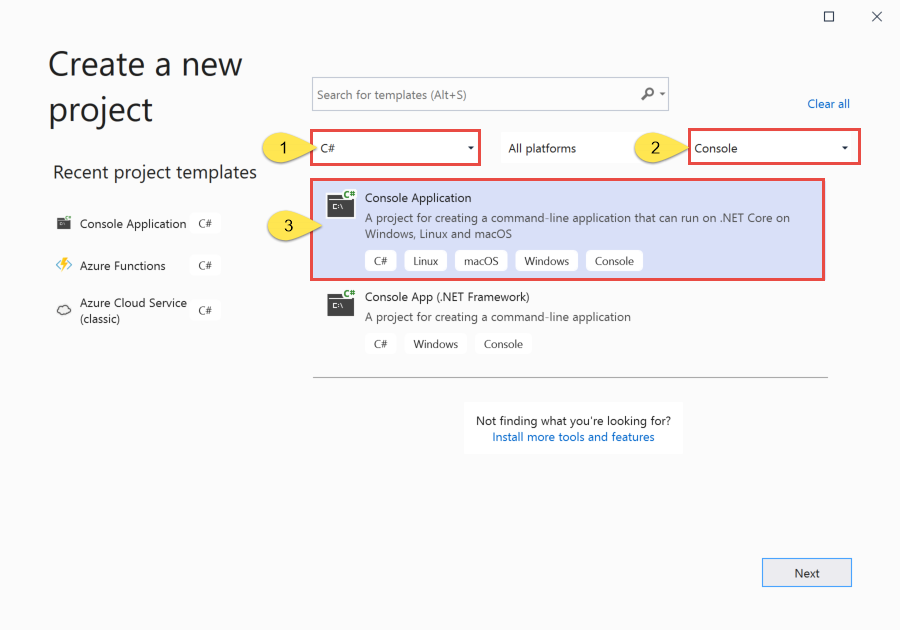 Create a new
project
Search for templates (Alt+S)
Clear all
1
C#
All platforms
2
Console
Recent project templates
Console Application C#
Azure Functions C#
Azure Cloud Service
(classic) C#
3
C#
Console Application
A project for creating a command-line application that can run on .NET Core on
Windows, Linux and macOS
C# Linux macOS Windows Console
C#
Console App (.NET Framework)
A project for creating a command-line application
C# Windows Console
Not finding what you're looking for?
Install more tools and features
Next